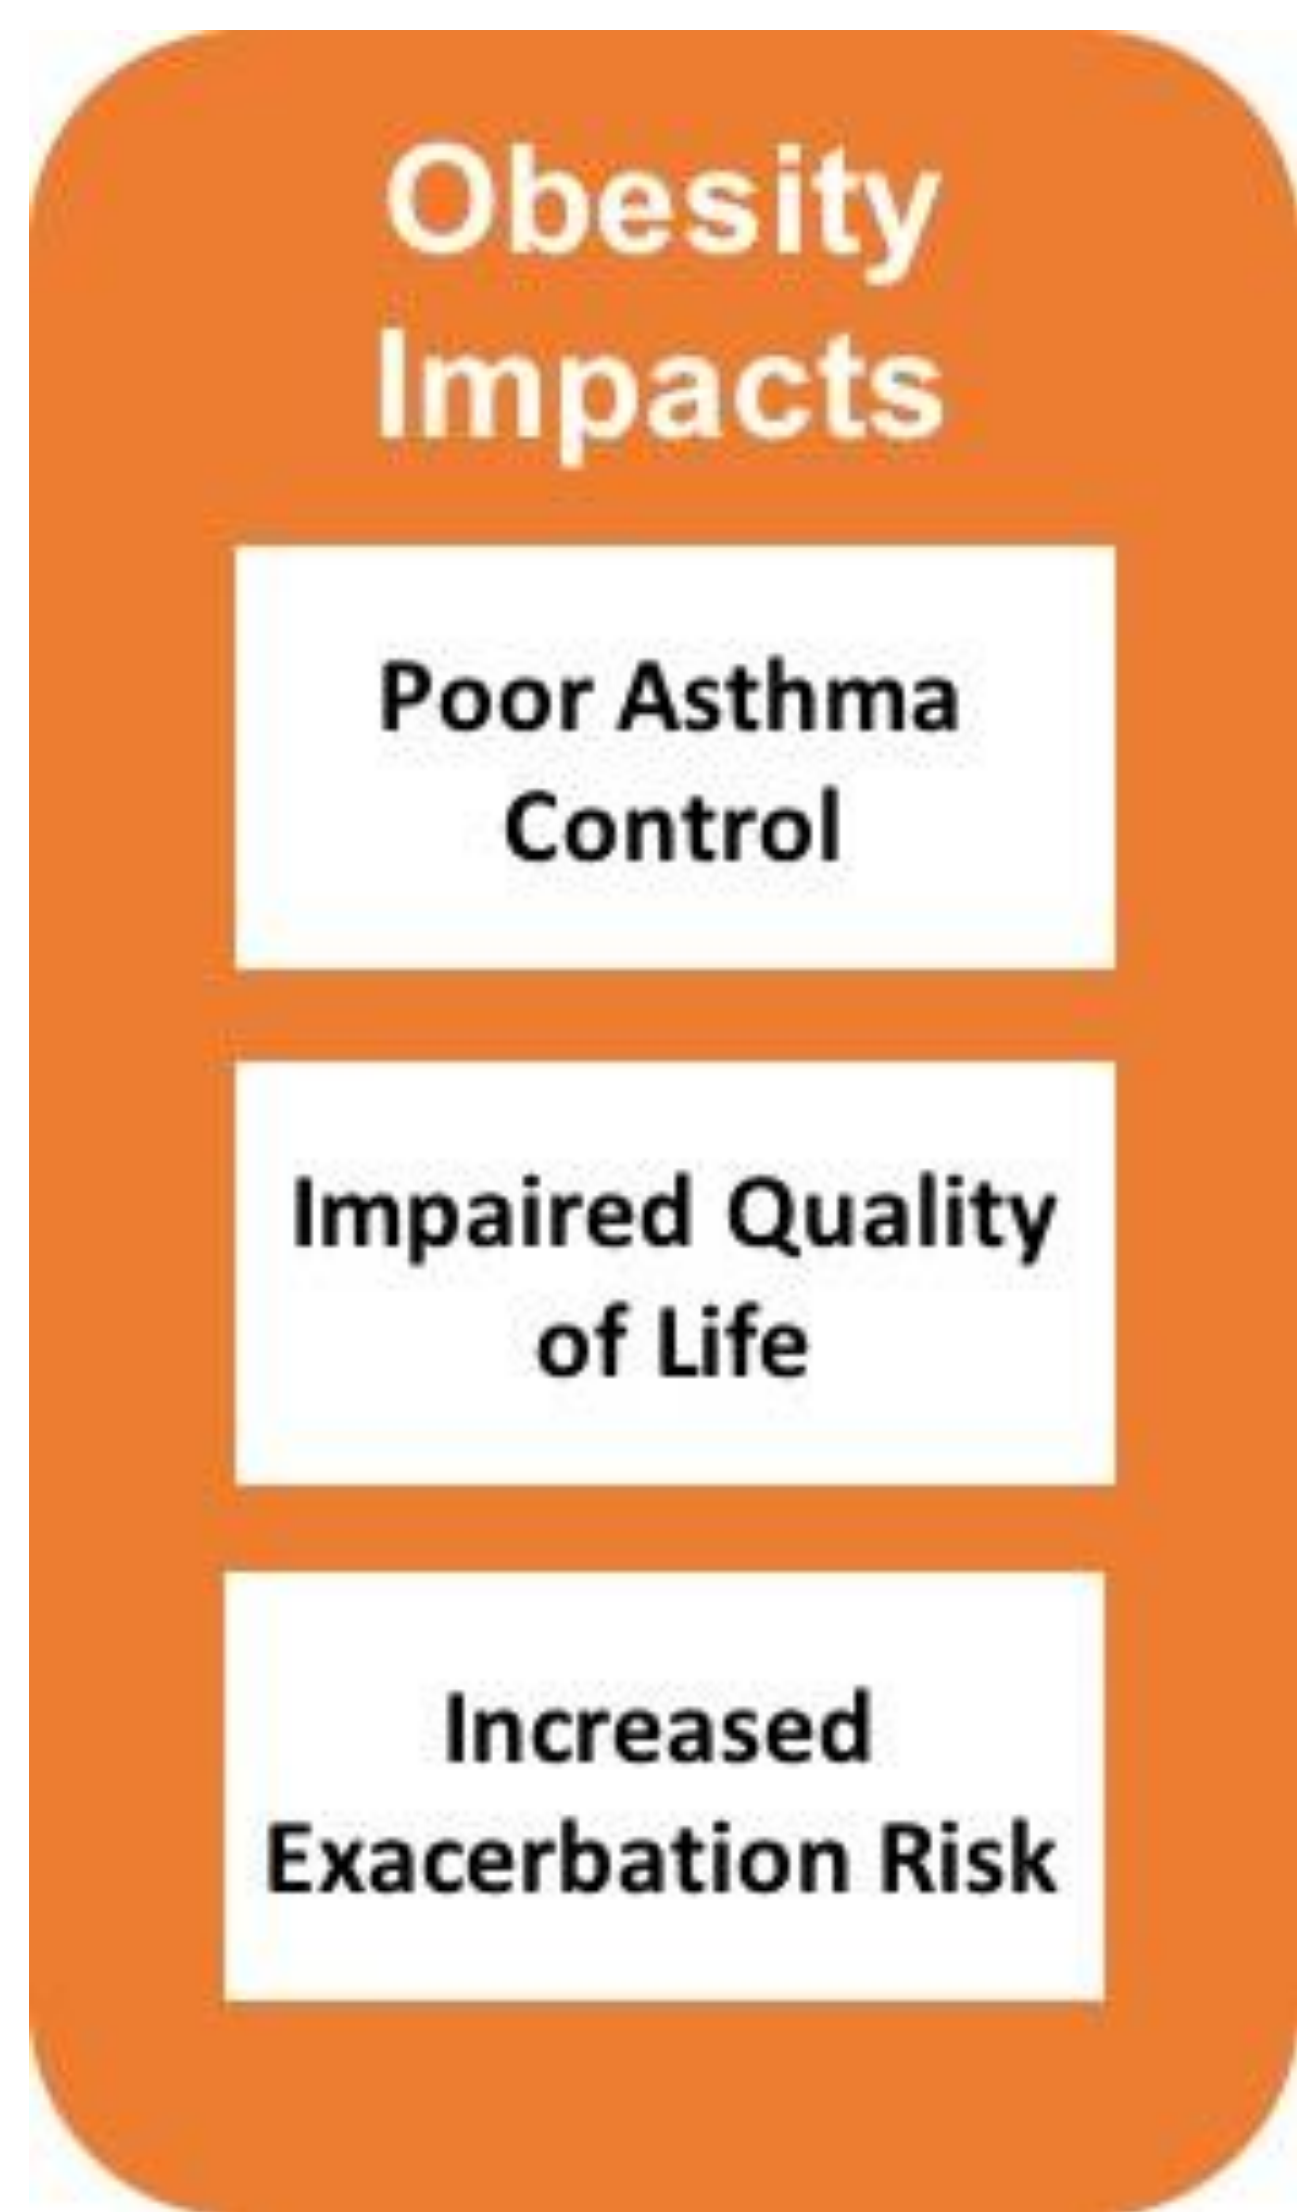 Obesity
Impacts
Poor Asthma
Control
Impaired Quality
of Life
Increased
Exacerbation Risk